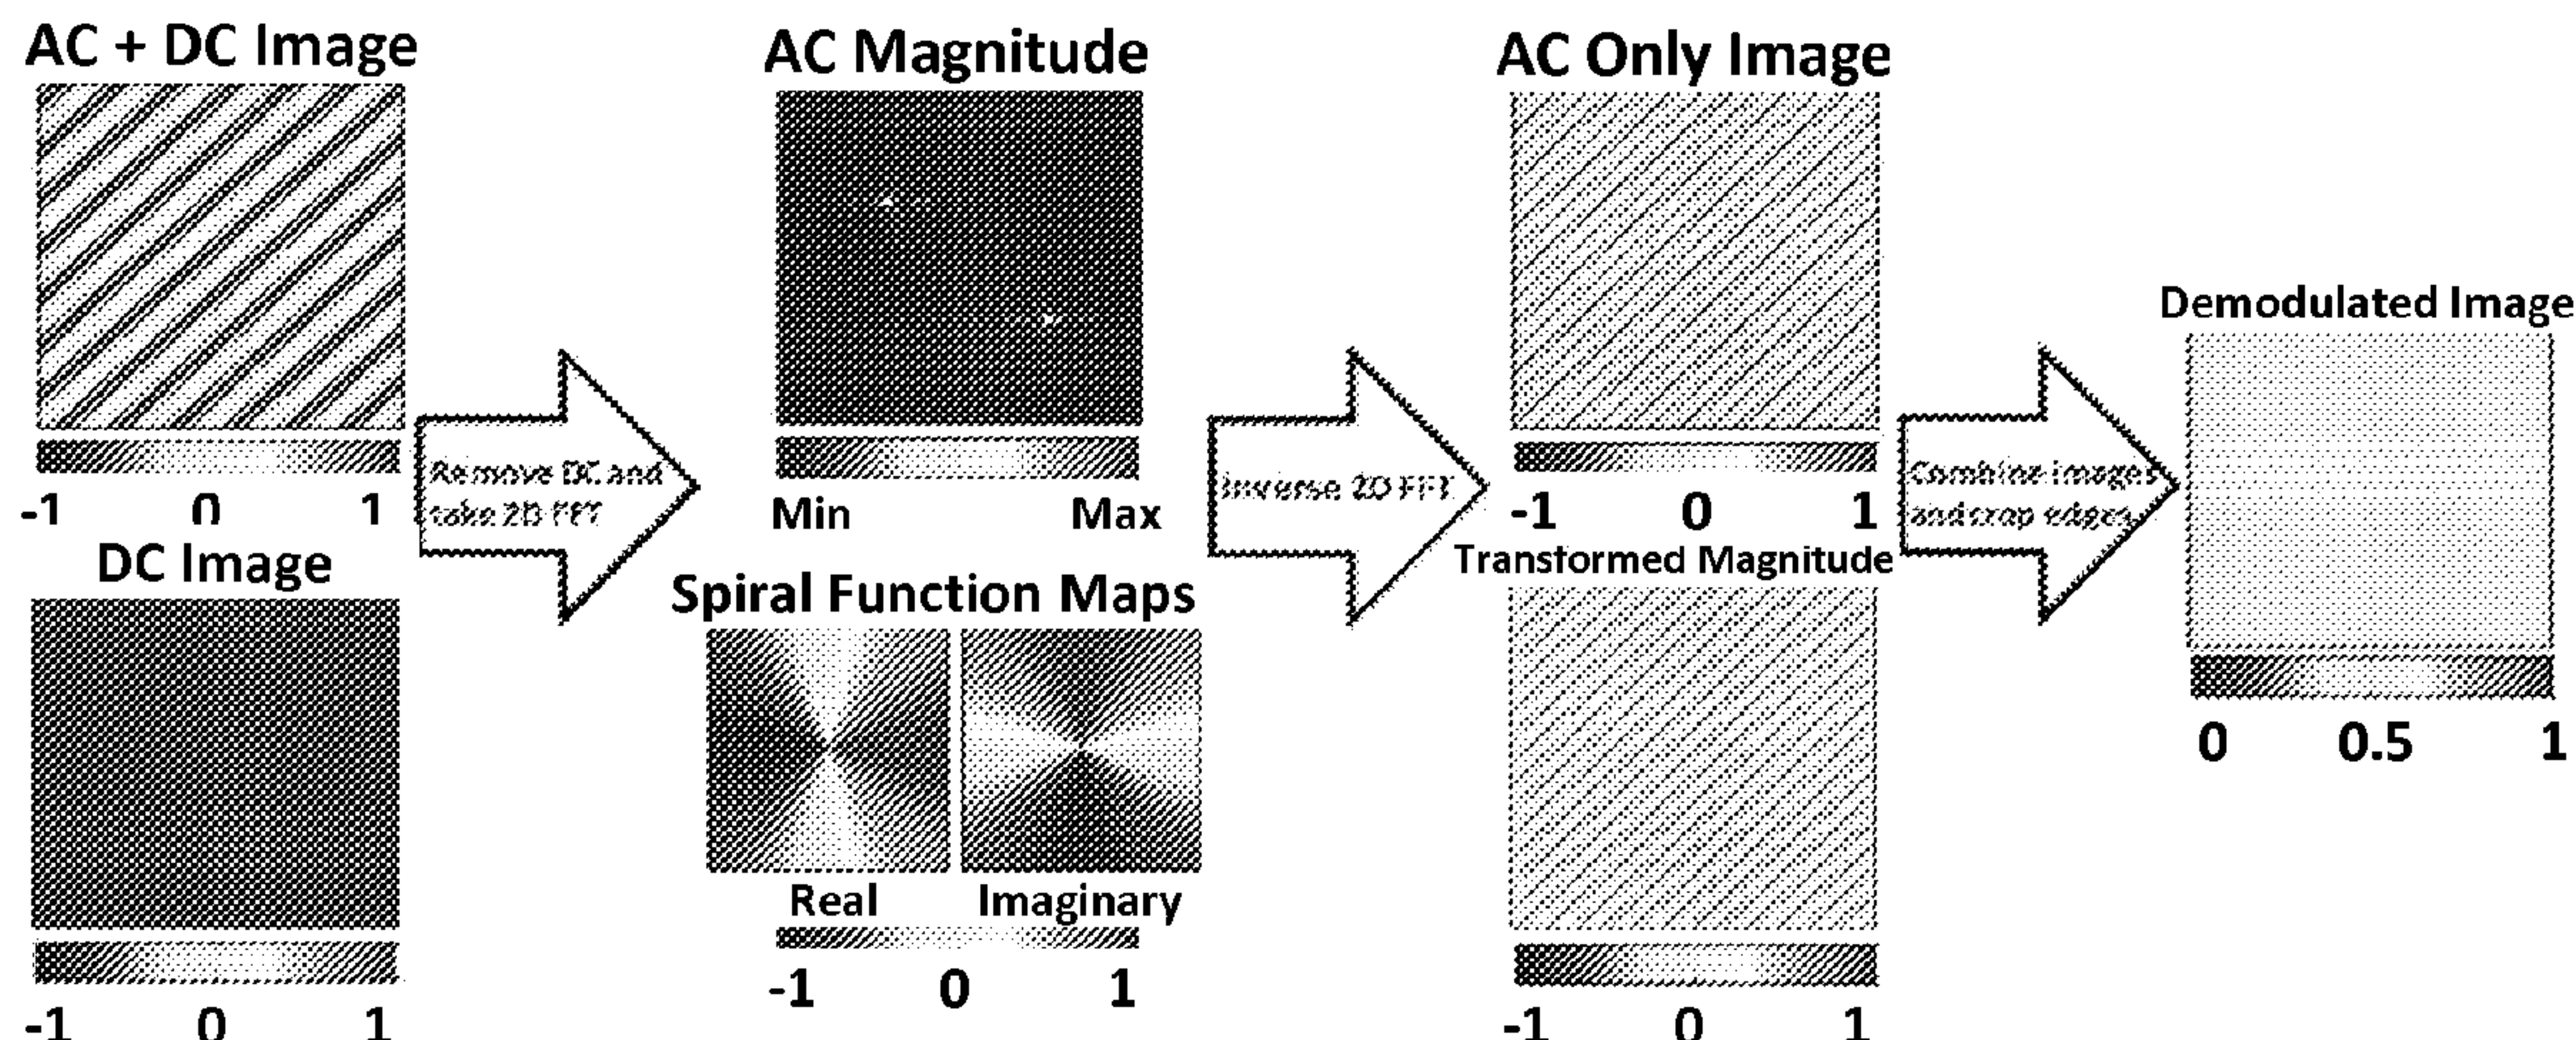 AC + DC Image
-1 0 1
DC Image
-1 0 1
Remove DC and
take 2D FFT
AC Magnitude
Min Max
Spiral Function Maps
Real Imaginary
-1 0 1
Inverse 2D FFT
AC Only Image
-1 0 1
Transformed Magnitude
-1 0 1
Combine images
and crop edges
Demodulated Image
0 0.5 1